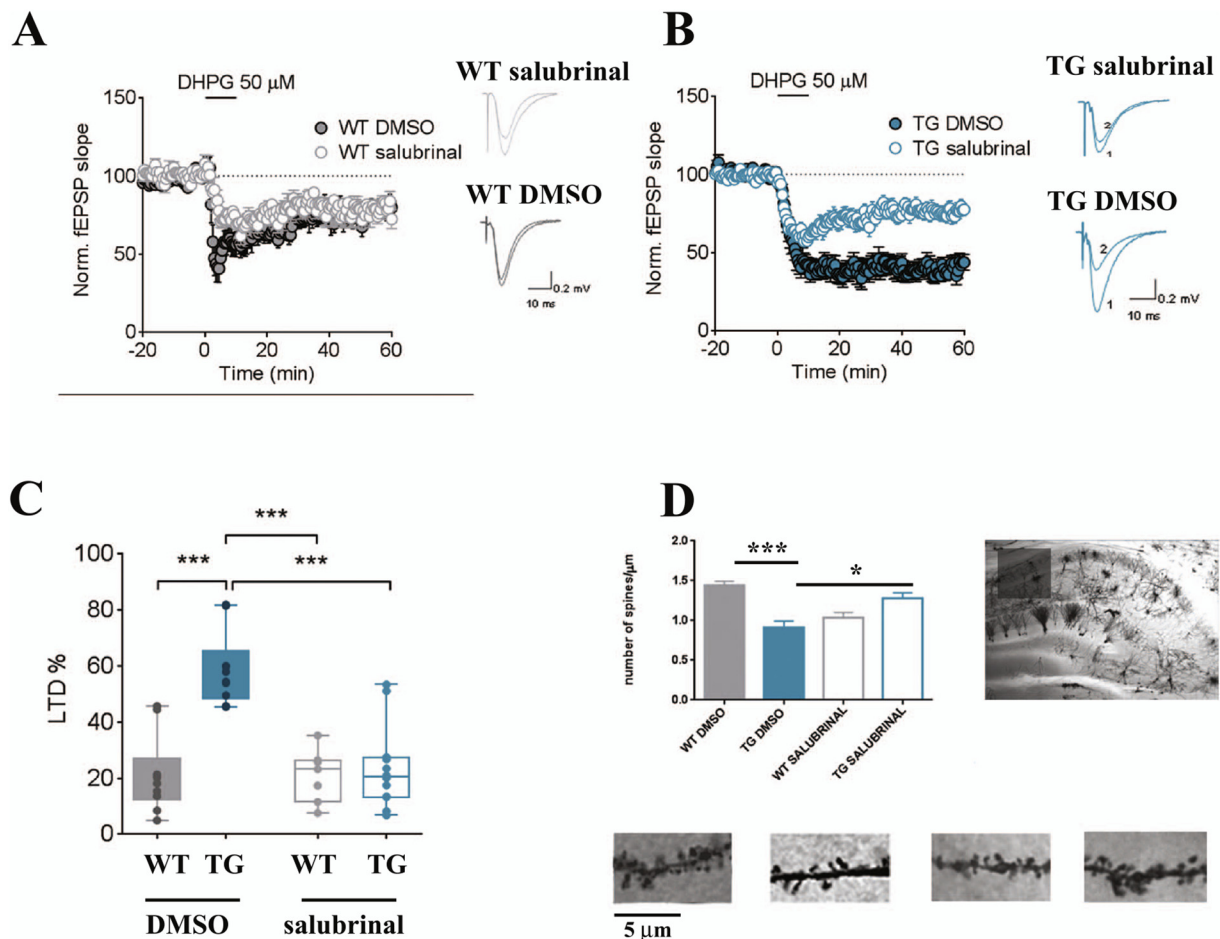 A
DHPG 50 µM
WT DMSO
WT salubrinal
Norm. fEPSP slope
150
100
50
0
-20 0 20 40 60
Time (min)
WT salubrinal
WT DMSO
0.2 mV
10 ms
B
DHPG 50 µM
TG DMSO
TG salubrinal
Norm. fEPSP slope
150
100
50
0
-20 0 20 40 60
Time (min)
TG salubrinal
2
1
TG DMSO
2
1
0.2 mV
10 ms
C
***
*** ***
LTD %
100
80
60
40
20
0
WT TG WT TG
DMSO salubrinal
D
*** *
number of spines/µm
2.0
1.5
1.0
0.5
0.0
WT DMSO
TG DMSO
WT SALUBRINAL
TG SALUBRINAL
5 µm